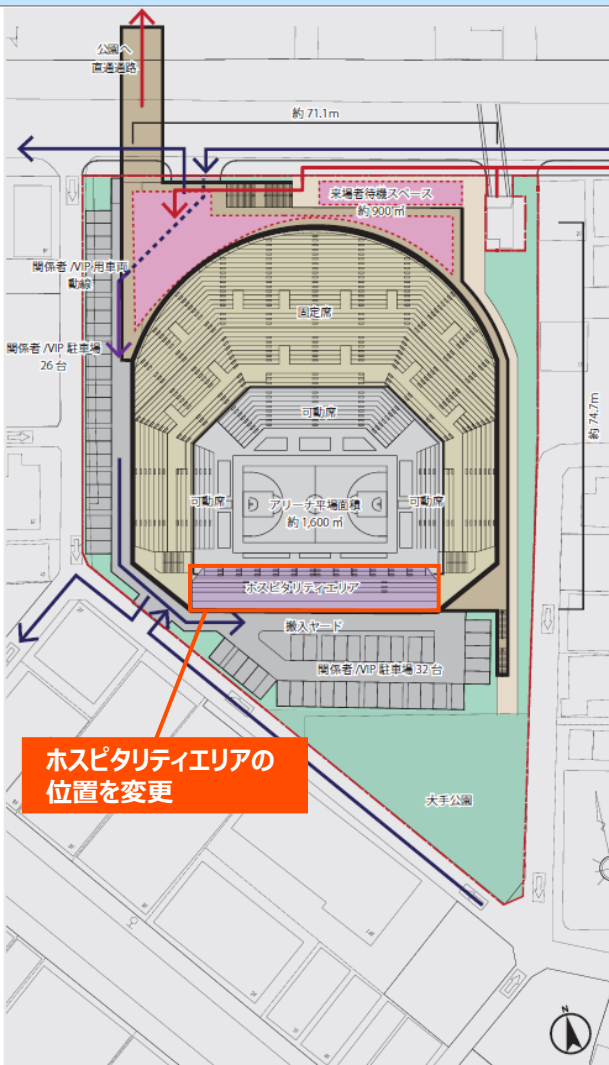 公園へ
直通通路
約 71.1m
来場者待機スペース
約 900 ㎡
関係者 /VIP 用車両
動線
固定席
関係者 /VIP 駐車場
26 台
約 74.7m
可動席
可動席
アリーナ平場面積
約 1,600 ㎡
可動席
ホスピタリティエリア
搬入ヤード
関係者 /VIP 駐車場 32 台
ホスピタリティエリアの
位置を変更
大手公園
N